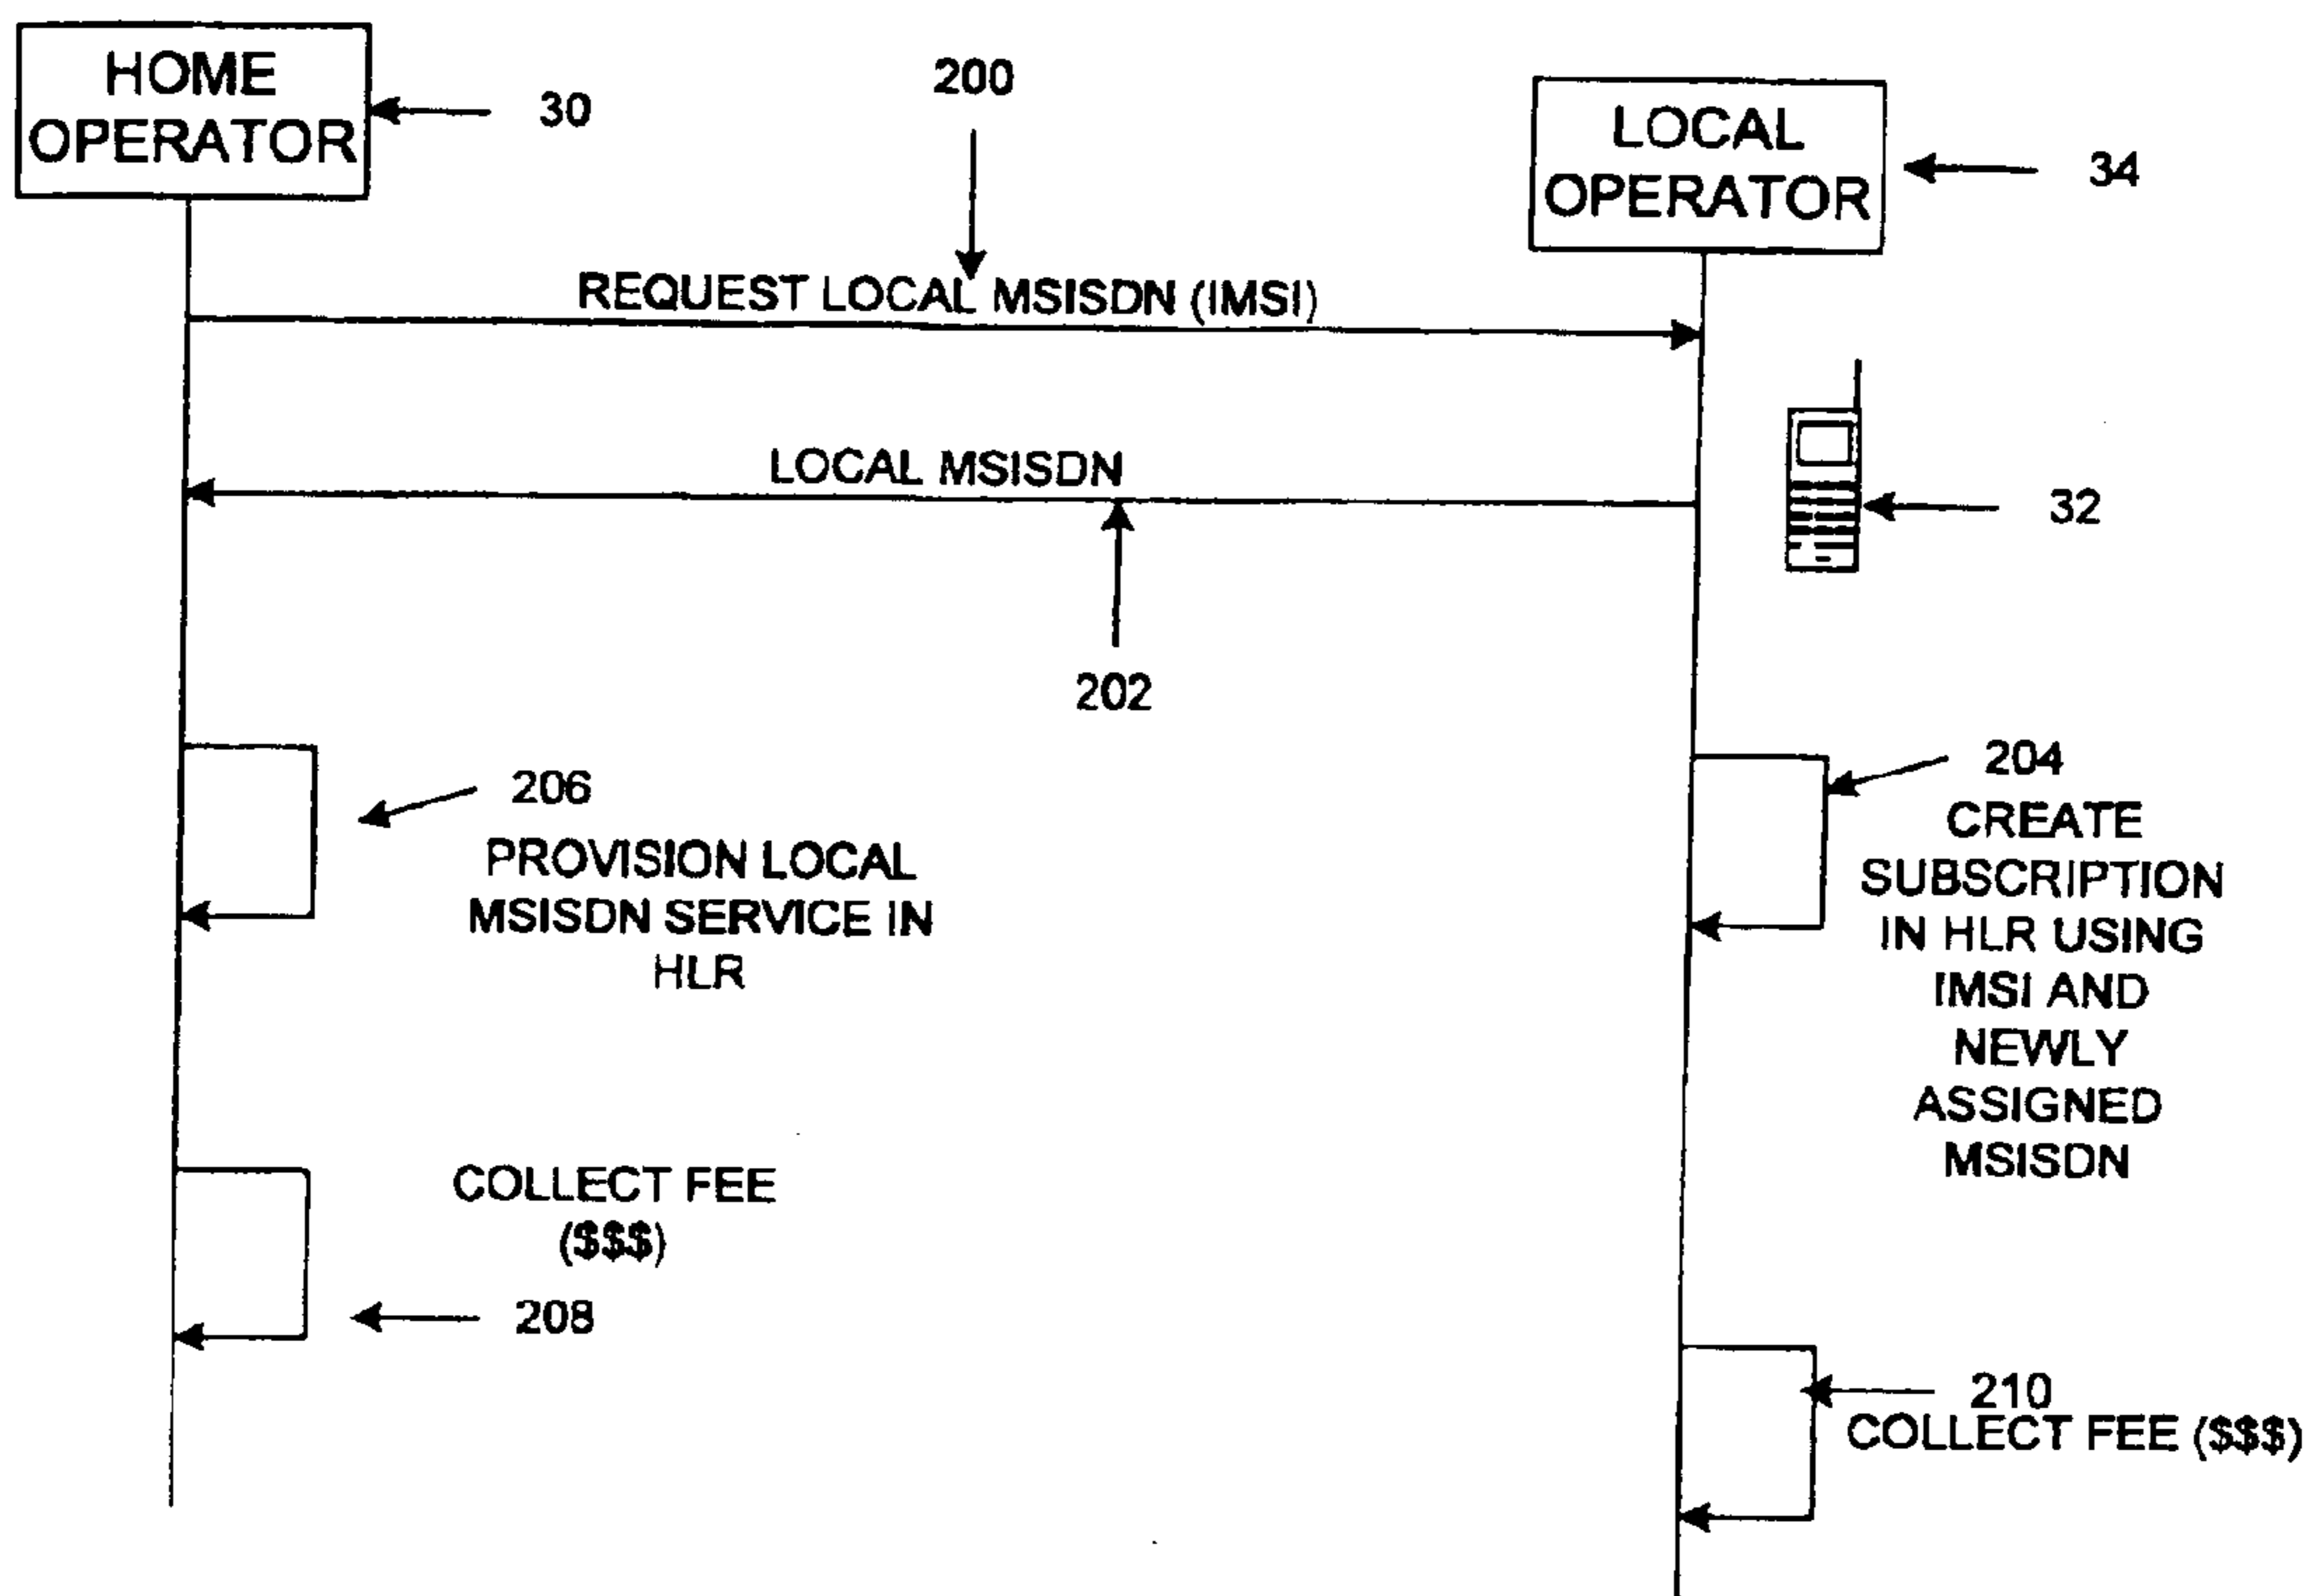 HOME
OPERATOR
30
200
LOCAL
OPERATOR
34
REQUEST LOCAL MSISDN (IMSI)
LOCAL MSISDN
32
202
206
PROVISION LOCAL
MSISDN SERVICE IN
HLR
204
CREATE
SUBSCRIPTION
IN HLR USING
IMSI AND
NEWLY
ASSIGNED
MSISDN
COLLECT FEE
($$$)
208
210
COLLECT FEE ($$$)